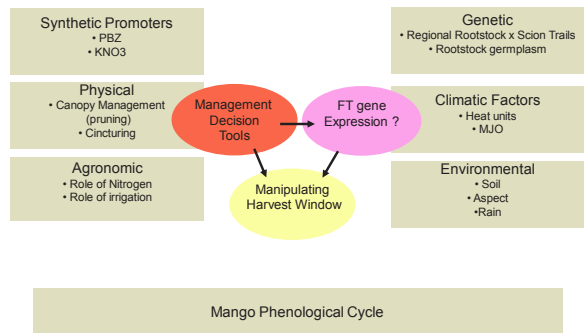 Synthetic Promoters
• PBZ
• KNO3
Physical
• Canopy Management
(pruning)
• Cincturing
Agronomic
• Role of Nitrogen
• Role of irrigation
Management
Decision
Tools
FT gene
Expression ?
Manipulating
Harvest Window
Genetic
• Regional Rootstock x Scion Trails
• Rootstock germplasm
Climatic Factors
• Heat units
• MJO
Environmental
• Soil
• Aspect
•Rain
Mango Phenological Cycle